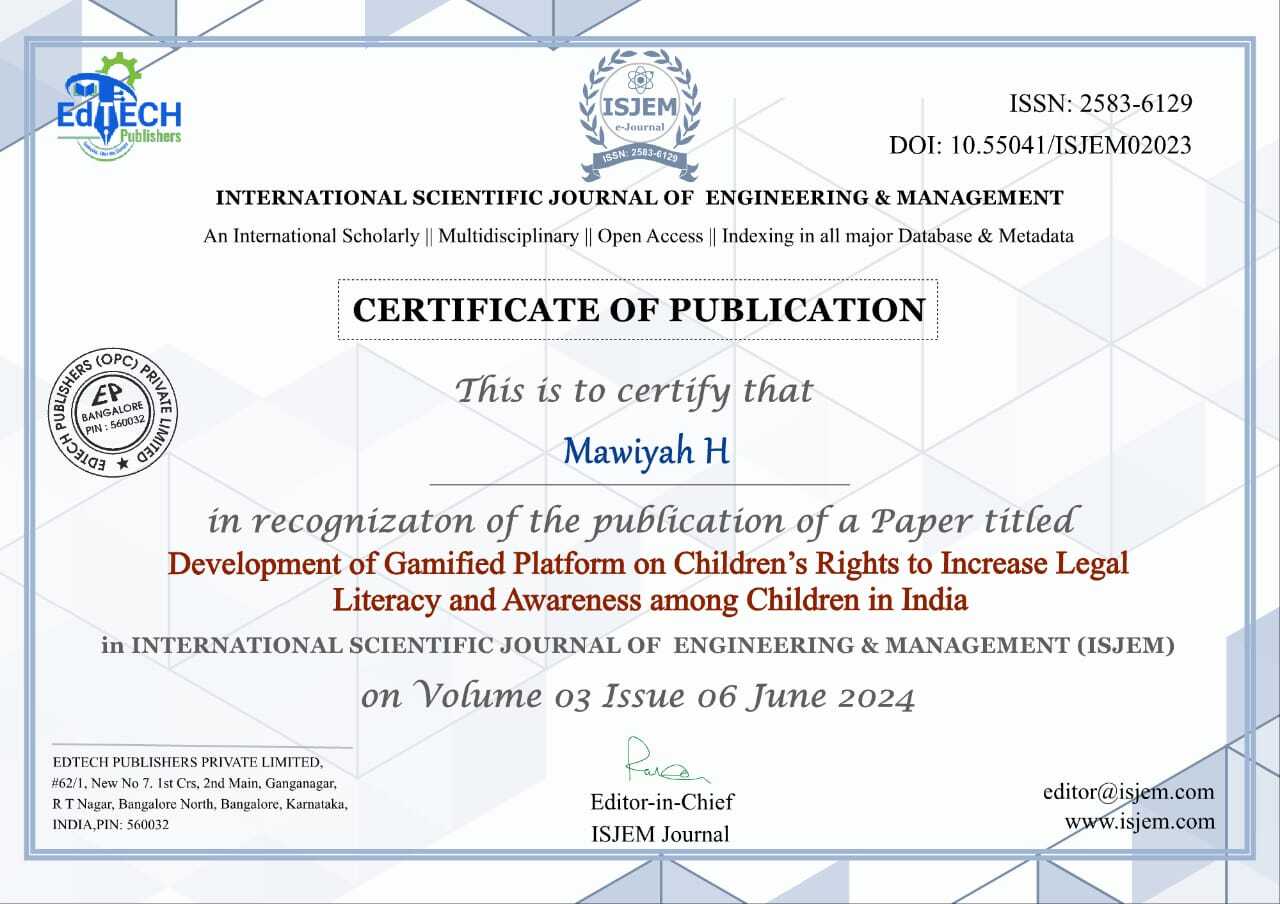 EdTECH
Publishers
ISJEM
e-Journal
ISSN: 2583-6129
ISSN: 2583-6129
DOI: 10.55041/ISJEM02023
INTERNATIONAL SCIENTIFIC JOURNAL OF ENGINEERING & MANAGEMENT
An International Scholarly || Multidisciplinary || Open Access || Indexing in all major Database & Metadata
CERTIFICATE OF PUBLICATION
EDTECH PUBLISHERS (OPC) PRIVATE LIMITED
EP
BANGALORE
PIN : 560032
This is to certify that
Mawiyah H
in recognizaton of the publication of a Paper titled
Development of Gamified Platform on Children’s Rights to Increase Legal
Literacy and Awareness among Children in India
in INTERNATIONAL SCIENTIFIC JOURNAL OF ENGINEERING & MANAGEMENT (ISJEM)
on Volume 03 Issue 06 June 2024
EDTECH PUBLISHERS PRIVATE LIMITED,
#62/1, New No 7. 1st Crs, 2nd Main, Ganganagar,
R T Nagar, Bangalore North, Bangalore, Karnataka,
INDIA,PIN: 560032
Editor-in-Chief
ISJEM Journal
editor@isjem.com
www.isjem.com